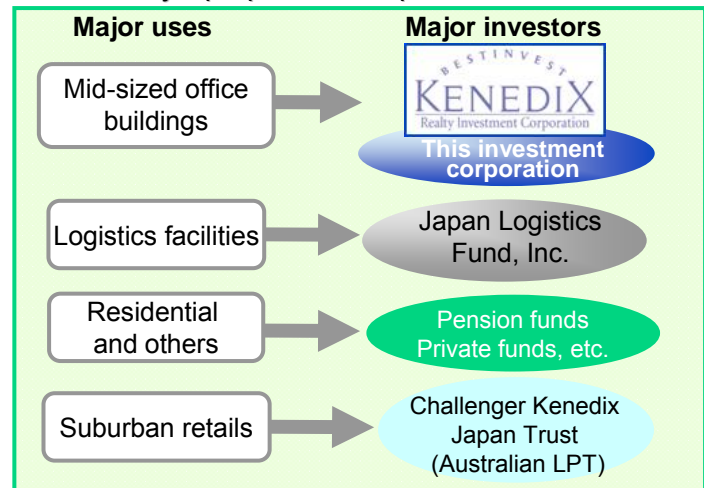 Major uses
Major investors
Mid-sized office
buildings
BESTINVEST
KENEDIX
Realty Investment Corporation
This investment
corporation
Logistics facilities
Japan Logistics
Fund, Inc.
Residential
and others
Pension funds
Private funds, etc.
Suburban retails
Challenger Kenedix
Japan Trust
(Australian LPT)